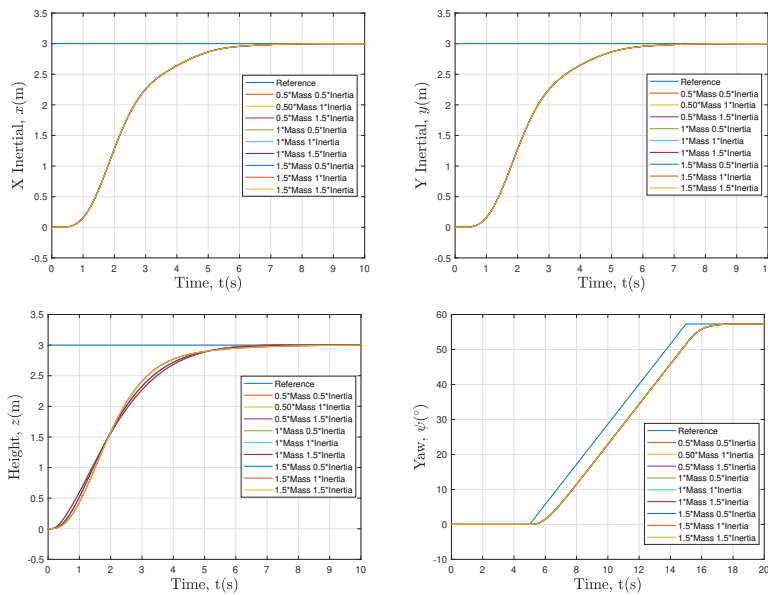 3.5
3
2.5
2
1.5
1
0.5
0
-0.5
X Inertial, x(m)
Reference
0.5*Mass 0.5*Inertia
0.50*Mass 1*Inertia
0.5*Mass 1.5*Inertia
1*Mass 0.5*Inertia
1*Mass 1*Inertia
1*Mass 1.5*Inertia
1.5*Mass 0.5*Inertia
1.5*Mass 1*Inertia
1.5*Mass 1.5*Inertia
0 1 2 3 4 5 6 7 8 9 10
Time, t(s)
3.5
3
2.5
2
1.5
1
0.5
0
-0.5
Y Inertial, y(m)
Reference
0.5*Mass 0.5*Inertia
0.50*Mass 1*Inertia
0.5*Mass 1.5*Inertia
1*Mass 0.5*Inertia
1*Mass 1*Inertia
1*Mass 1.5*Inertia
1.5*Mass 0.5*Inertia
1.5*Mass 1*Inertia
1.5*Mass 1.5*Inertia
0 1 2 3 4 5 6 7 8 9 10
Time, t(s)
3.5
3
2.5
2
1.5
1
0.5
0
-0.5
Height, z(m)
Reference
0.5*Mass 0.5*Inertia
0.50*Mass 1*Inertia
0.5*Mass 1.5*Inertia
1*Mass 0.5*Inertia
1*Mass 1*Inertia
1*Mass 1.5*Inertia
1.5*Mass 0.5*Inertia
1.5*Mass 1*Inertia
1.5*Mass 1.5*Inertia
0 1 2 3 4 5 6 7 8 9 10
Time, t(s)
60
50
40
30
20
10
0
-10
Yaw, ψ(°)
Reference
0.5*Mass 0.5*Inertia
0.50*Mass 1*Inertia
0.5*Mass 1.5*Inertia
1*Mass 0.5*Inertia
1*Mass 1*Inertia
1*Mass 1.5*Inertia
1.5*Mass 0.5*Inertia
1.5*Mass 1*Inertia
1.5*Mass 1.5*Inertia
0 2 4 6 8 10 12 14 16 18 20
Time, t(s)